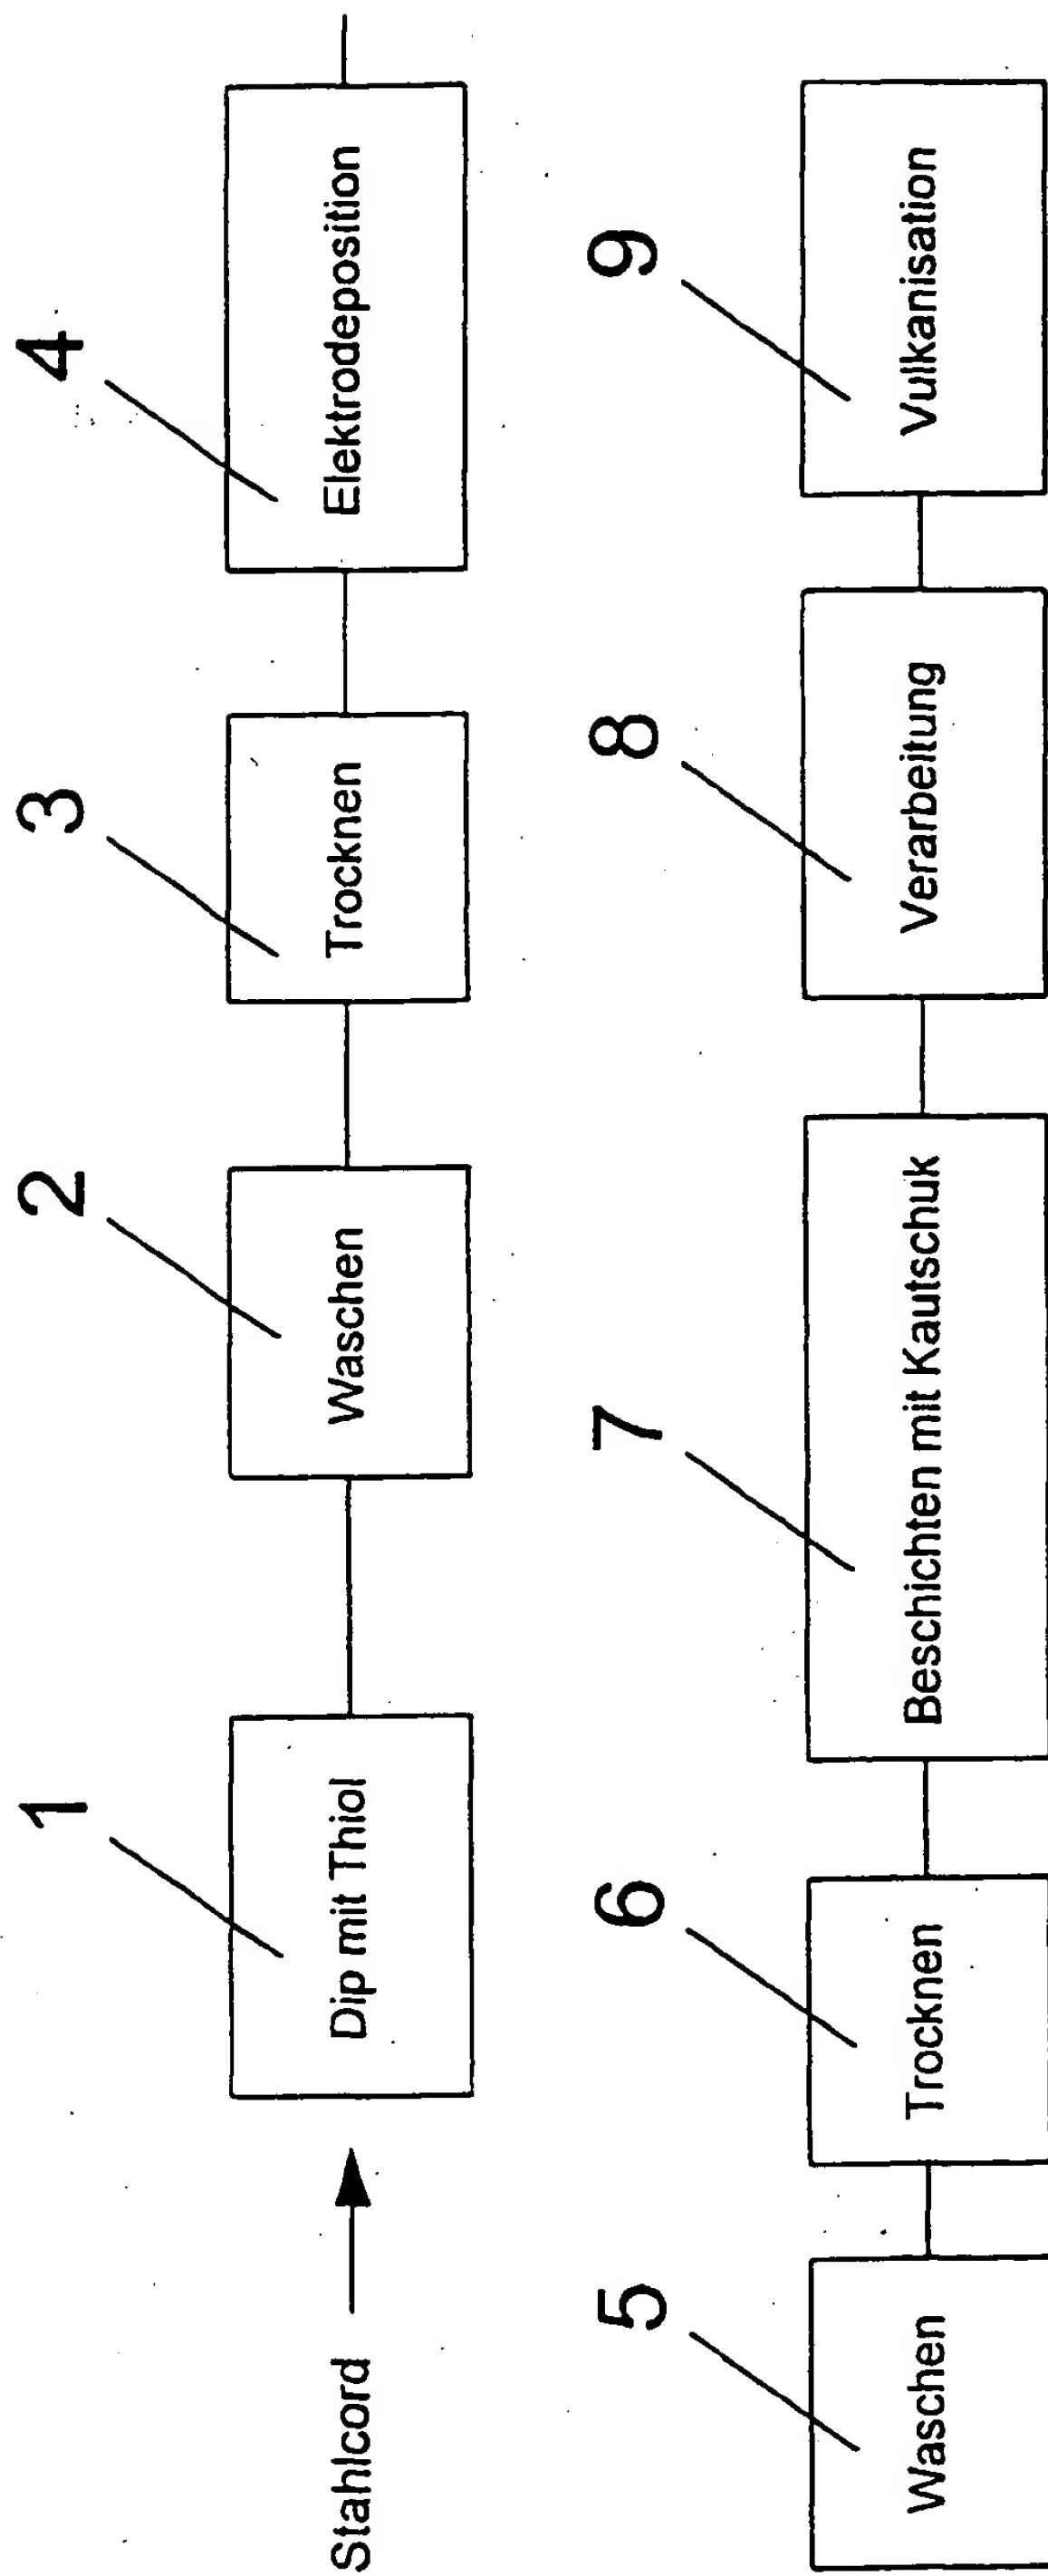 1
2
3
4
Stahlcord
Dip mit Thiol
Waschen
Trocknen
Elektrodeposition
5
6
7
8
9
Waschen
Trocknen
Beschichten mit Kautschuk
Verarbeitung
Vulkanisation